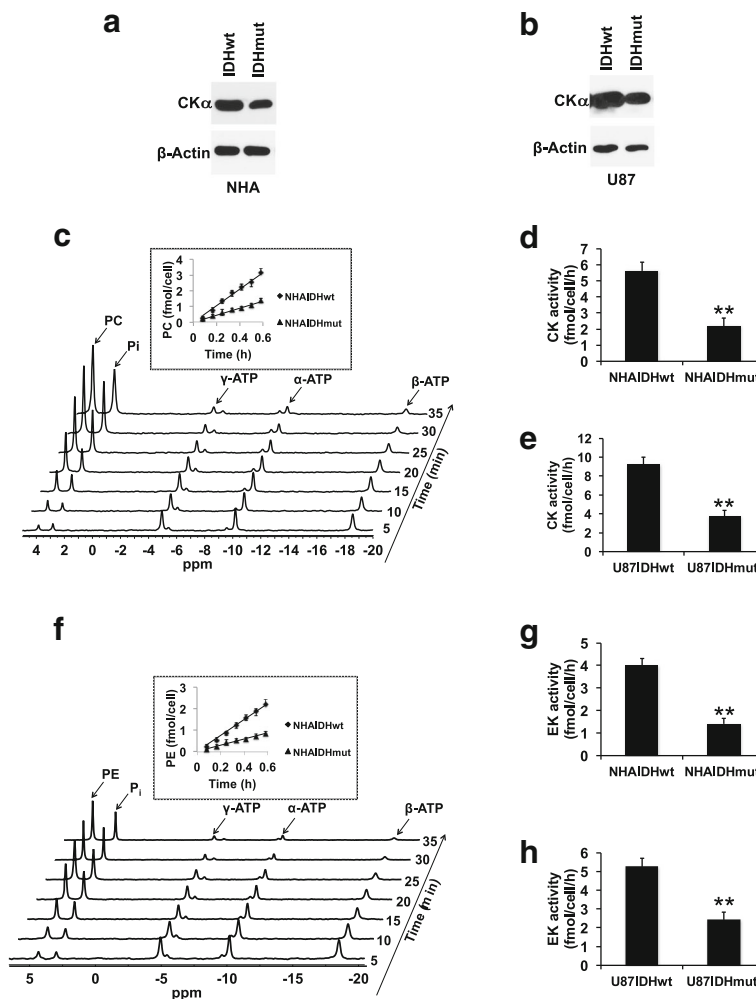 a
IDHwt
IDHmut
CKα
β-Actin
NHA
b
IDHwt
IDHmut
CKα
β-Actin
U87
c
PC (fmol/cell)
4
3
2
1
0
0 0.2 0.4 0.6
Time (h)
NHAIDHwt
NHAIDHmut
PC
Pi
γ-ATP
α-ATP
β-ATP
35
30
25
20
15
10
5
Time (min)
4 2 0 -2 -4 -6 -8 -10 -12 -14 -16 -18 -20
ppm
d
CK activity
(fmol/cell/h)
7
6
5
4
3
2
1
0
**
NHAIDHwt NHAIDHmut
e
CK activity
(fmol/cell/h)
12
10
8
6
4
2
0
**
U87IDHwt U87IDHmut
f
PE (fmol/cell)
3
2
1
0
0 0.2 0.4 0.6
Time (h)
NHAIDHwt
NHAIDHmut
PE
Pi
γ-ATP
α-ATP
β-ATP
35
30
25
20
15
10
5
Time (min)
5 0 -5 -10 -15 -20
ppm
g
EK activity
(fmol/cell/h)
5
4
3
2
1
0
**
NHAIDHwt NHAIDHmut
h
EK activity
(fmol/cell/h)
7
6
5
4
3
2
1
0
**
U87IDHwt U87IDHmut